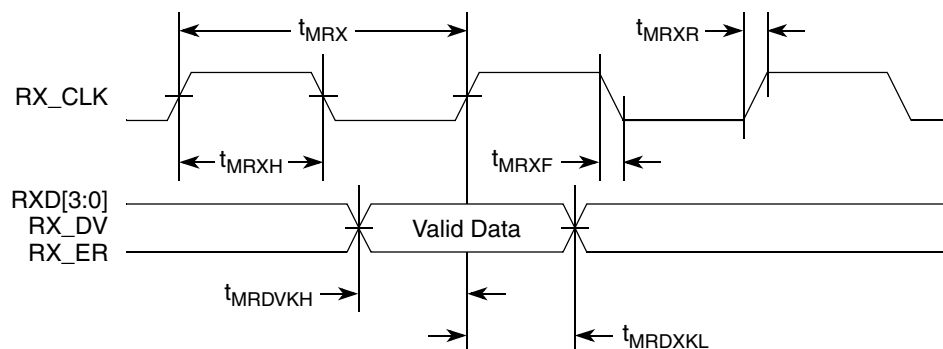 tMRX
tMRXR
RX_CLK
tMRXH
tMRXF
RXD[3:0]
RX_DV
RX_ER
Valid Data
tMRDVKH
tMRDXKL